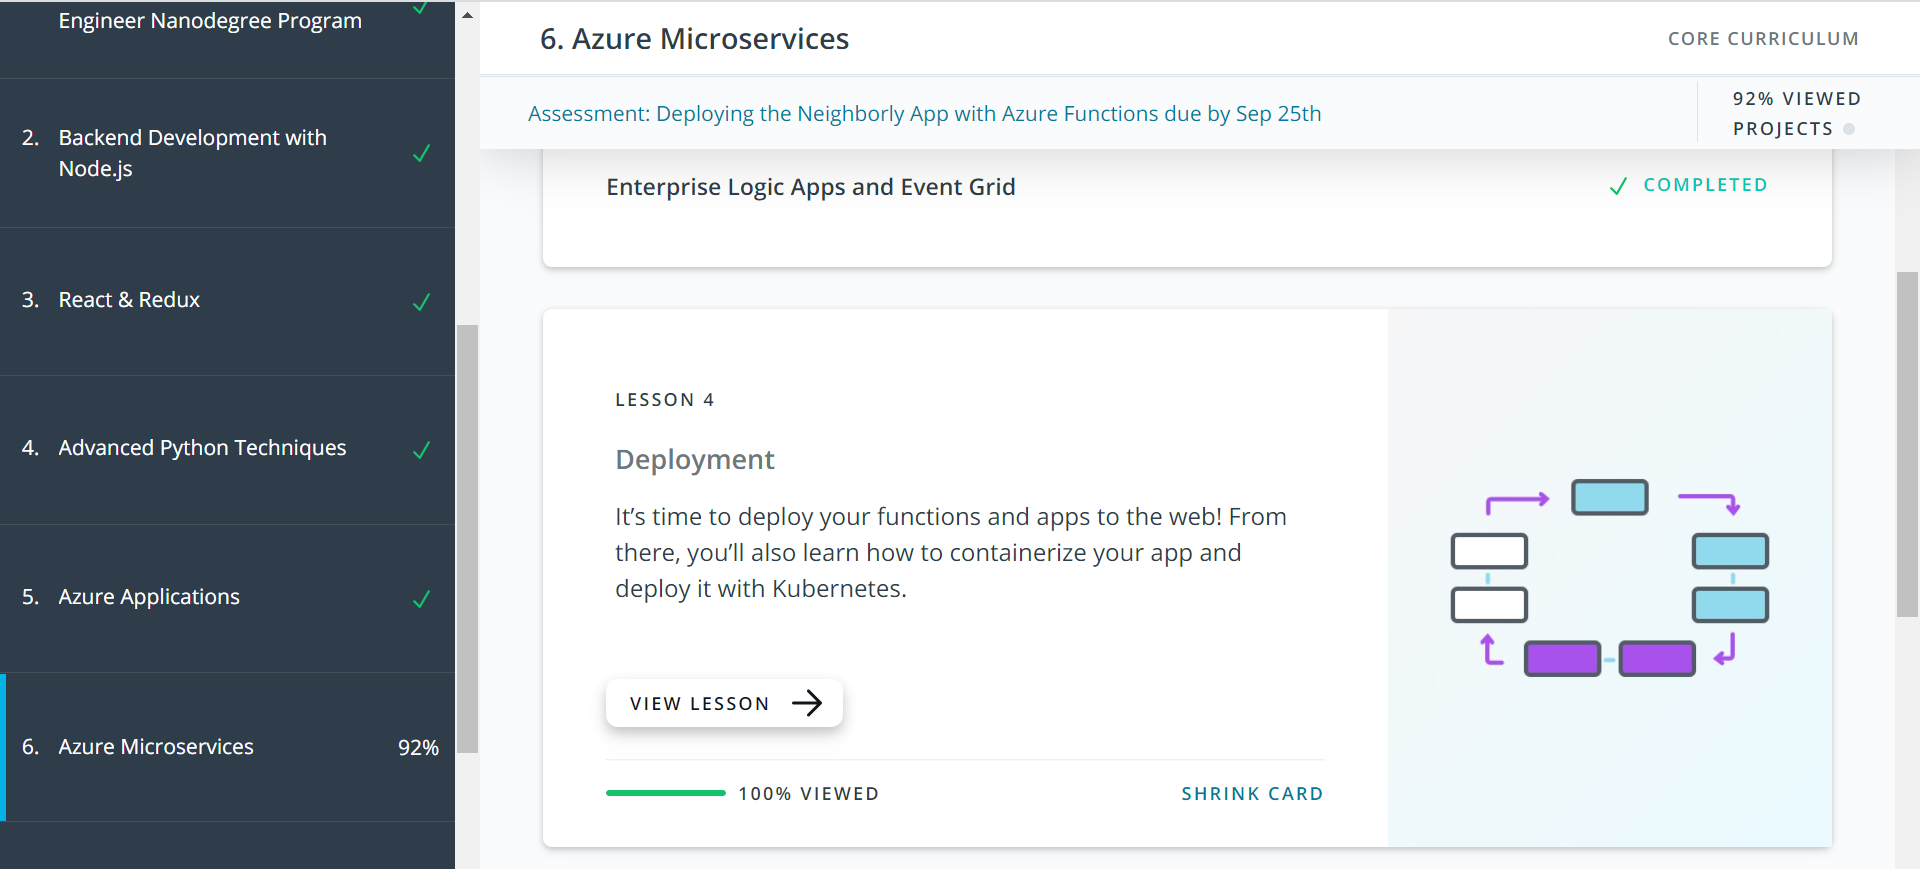 Engineer Nanodegree Program
2. Backend Development with
Node.js
3. React & Redux
4. Advanced Python Techniques
5. Azure Applications
6. Azure Microservices 92%
6. Azure Microservices
CORE CURRICULUM
Assessment: Deploying the Neighborly App with Azure Functions due by Sep 25th
92% VIEWED
PROJECTS
Enterprise Logic Apps and Event Grid
COMPLETED
LESSON 4
Deployment
It’s time to deploy your functions and apps to the web! From
there, you’ll also learn how to containerize your app and
deploy it with Kubernetes.
VIEW LESSON
100% VIEWED
SHRINK CARD